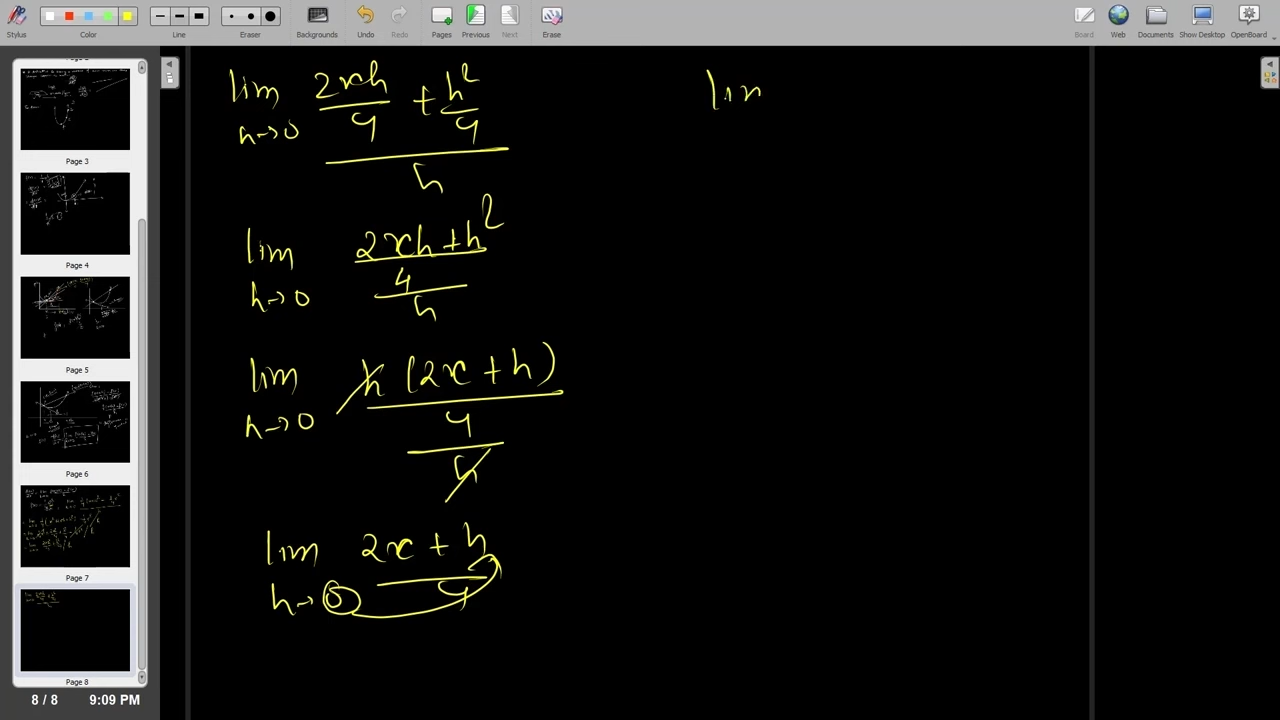 Stylus
Color
Line
Eraser
Backgrounds
Undo
Redo
Pages
Previous
Next
Erase
Board
Web
Documents
Show Desktop
OpenBoard
Page 3
Page 4
Page 5
Page 6
Page 7
Page 8
8 / 8
9:09 PM
lim 2xh/4 + h²/4
h→0
h
lim 2xh + h²
h→0 4
h
lim h (2x + h)
h→0 4
h
lim 2x + h
h→0 4
lim